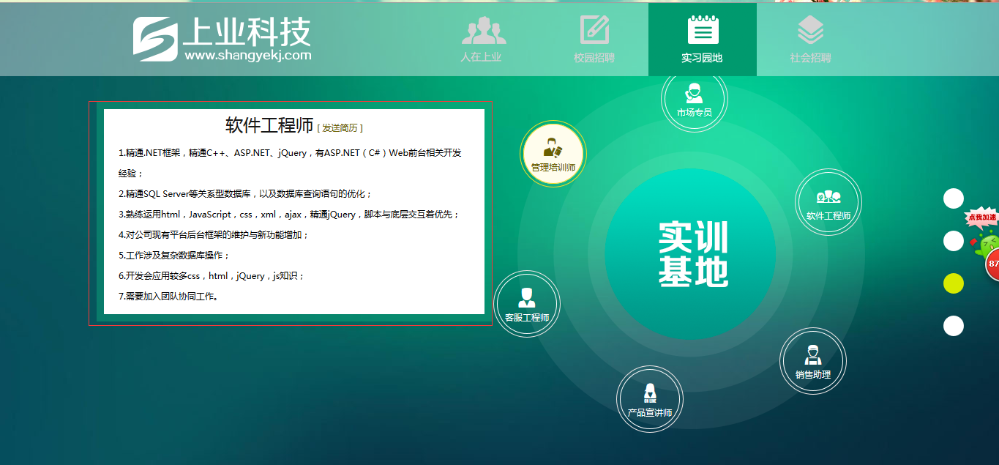 上业科技
www.shangyekj.com
人在上业
校园招聘
实习园地
社会招聘
软件工程师 [ 发送简历 ]
1.精通.NET框架，精通C++、ASP.NET、jQuery，有ASP.NET（C#）Web前台相关开发
经验；
2.精通SQL Server等关系型数据库，以及数据库查询语句的优化；
3.熟练运用html，JavaScript，css，xml，ajax，精通jQuery，脚本与底层交互着优先；
4.对公司现有平台后台框架的维护与新功能增加；
5.工作涉及复杂数据库操作；
6.开发会应用较多css，html，jQuery，js知识；
7.需要加入团队协同工作。
市场专员
管理培训师
软件工程师
实训
基地
客服工程师
销售助理
ON LINE
产品宣讲师
点我加速
87